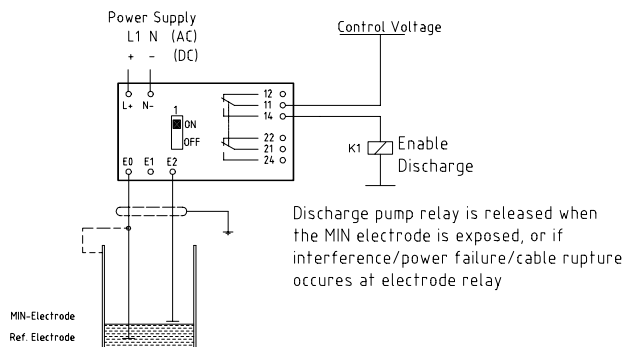 Power Supply
L1 N (AC)
+ - (DC)
Control Voltage
L+ N-
1
ON
OFF
12
11
14
22
21
24
E0 E1 E2
K1
Enable
Discharge
Discharge pump relay is released when
the MIN electrode is exposed, or if
interference/power failure/cable rupture
occures at electrode relay
MIN-Electrode
Ref. Electrode